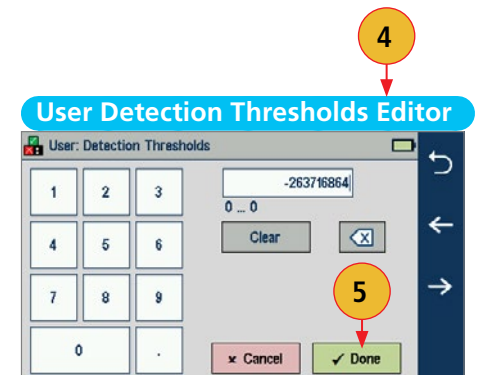 4
User Detection Thresholds Editor
User: Detection Thresholds
1 2 3 -263716864
0 ... 0
4 5 6 Clear
7 8 9 5
0 . × Cancel ✓ Done